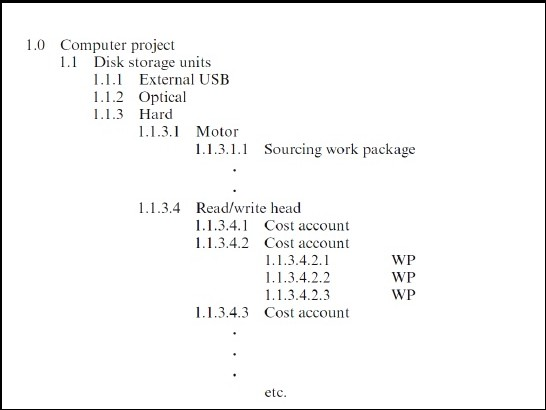 1.0 Computer project
1.1 Disk storage units
1.1.1 External USB
1.1.2 Optical
1.1.3 Hard
1.1.3.1 Motor
1.1.3.1.1 Sourcing work package
.
.
1.1.3.4 Read/write head
1.1.3.4.1 Cost account
1.1.3.4.2 Cost account
1.1.3.4.2.1 WP
1.1.3.4.2.2 WP
1.1.3.4.2.3 WP
1.1.3.4.3 Cost account
.
.
.
etc.